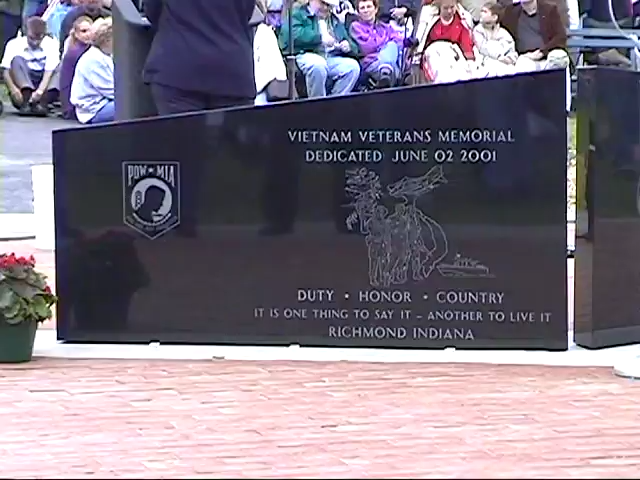 POW ★ MIA
VIETNAM VETERANS MEMORIAL
DEDICATED JUNE 02 2001
DUTY • HONOR • COUNTRY
IT IS ONE THING TO SAY IT – ANOTHER TO LIVE IT
RICHMOND INDIANA